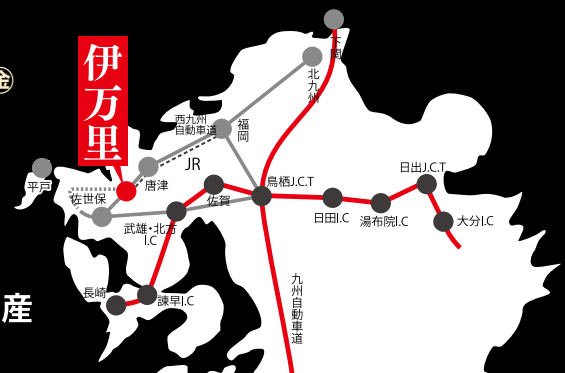 下関
北九州
金
伊万里
西九州
自動車道
福岡
JR
平戸
唐津
佐世保
佐賀
鳥栖J.C.T
日出J.C.T
日田I.C
湯布院I.C
大分I.C
武雄・北方
I.C
長崎
諫早I.C
九州自動車道
産